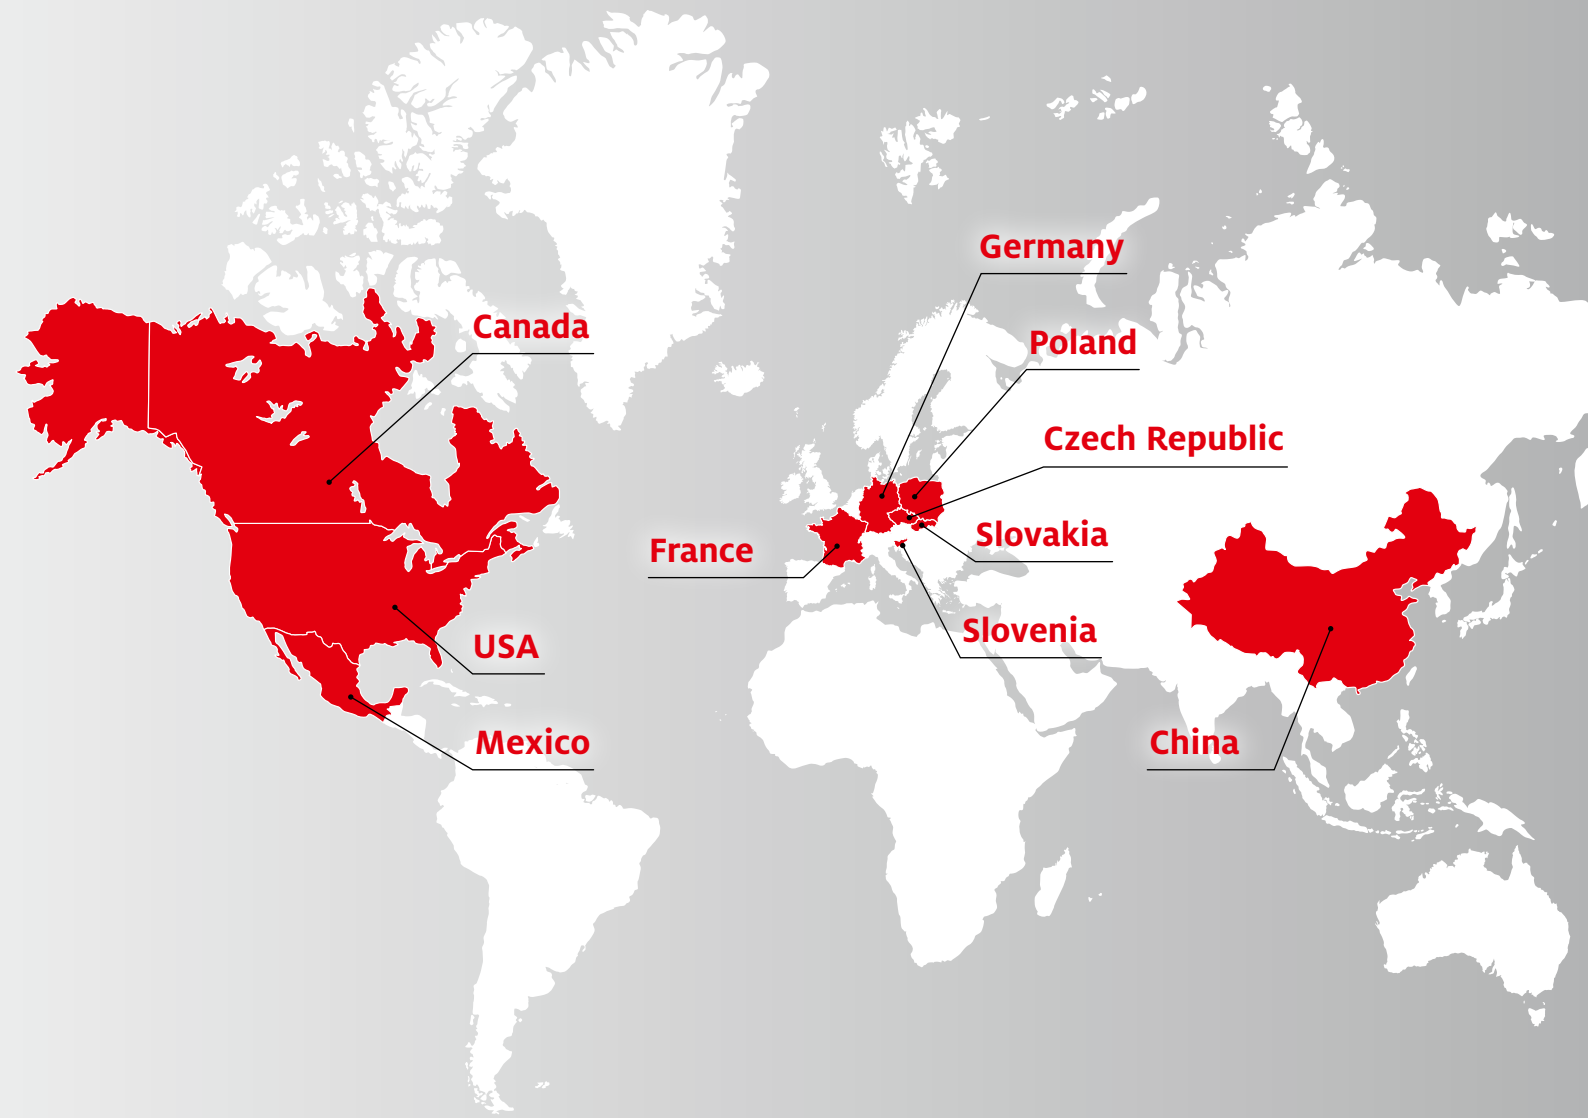 Germany
Canada
Poland
Czech Republic
Slovakia
France
Slovenia
USA
Mexico
China